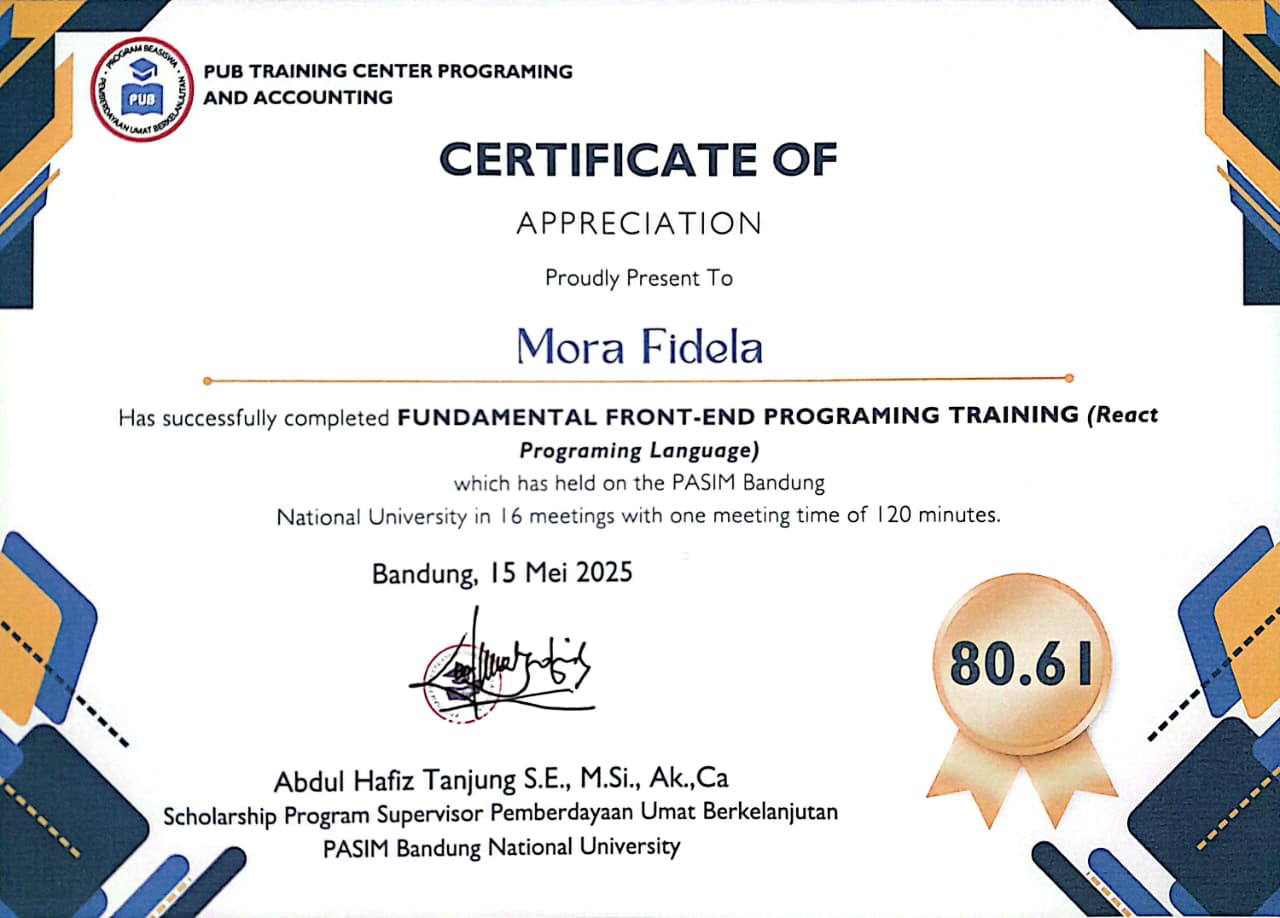 PROGRAM BEASISWA
PEMBERDAYAAN UMAT BERKELANJUTAN
PUB
PUB TRAINING CENTER PROGRAMING
AND ACCOUNTING
CERTIFICATE OF
APPRECIATION
Proudly Present To
Mora Fidela
Has successfully completed FUNDAMENTAL FRONT-END PROGRAMING TRAINING (React
Programing Language)
which has held on the PASIM Bandung
National University in 16 meetings with one meeting time of 120 minutes.
Bandung, 15 Mei 2025
80.61
Abdul Hafiz Tanjung S.E., M.Si., Ak.,Ca
Scholarship Program Supervisor Pemberdayaan Umat Berkelanjutan
PASIM Bandung National University